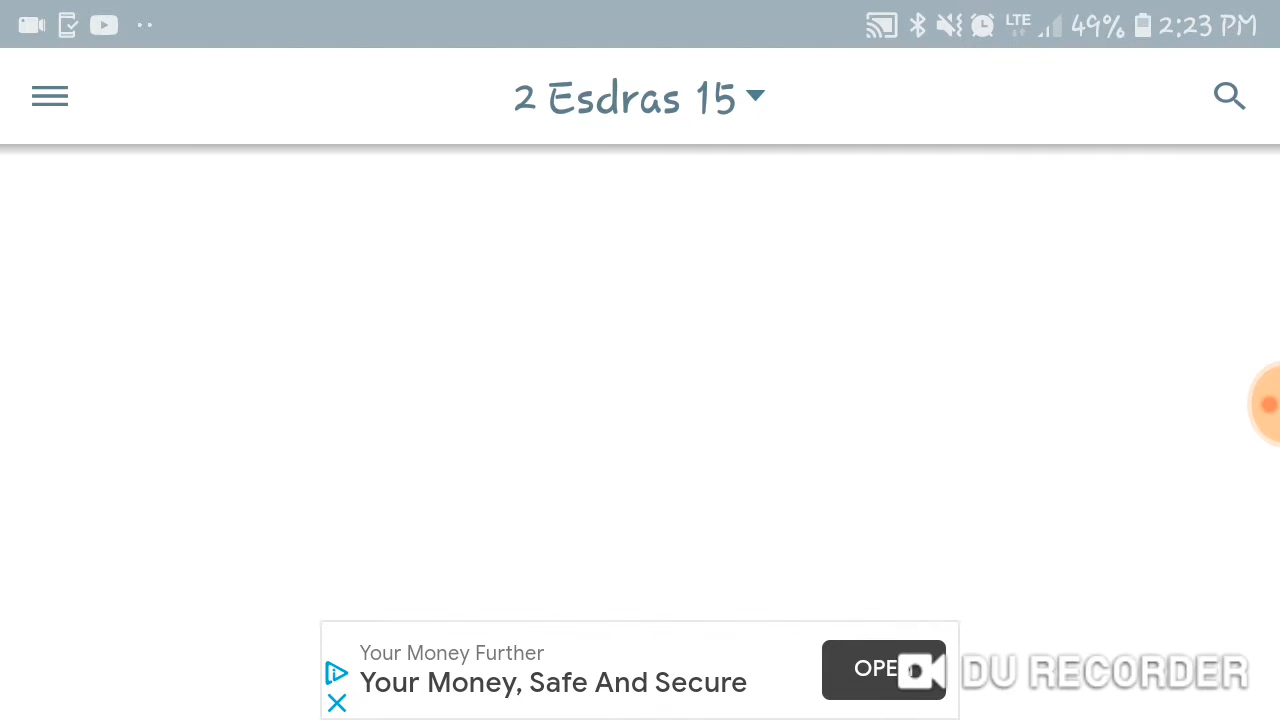 LTE 49% 2:23 PM
2 Esdras 15
Your Money Further
Your Money, Safe And Secure
OPE
DU RECORDER